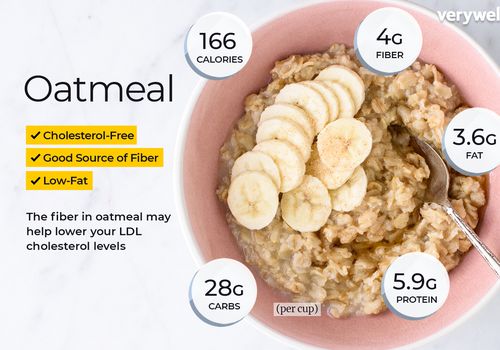 verywel
166
CALORIES
4G
FIBER
Oatmeal
3.6G
FAT
✓ Cholesterol-Free
✓ Good Source of Fiber
✓ Low-Fat
The fiber in oatmeal may
help lower your LDL
cholesterol levels
28G
CARBS
(per cup)
5.9G
PROTEIN